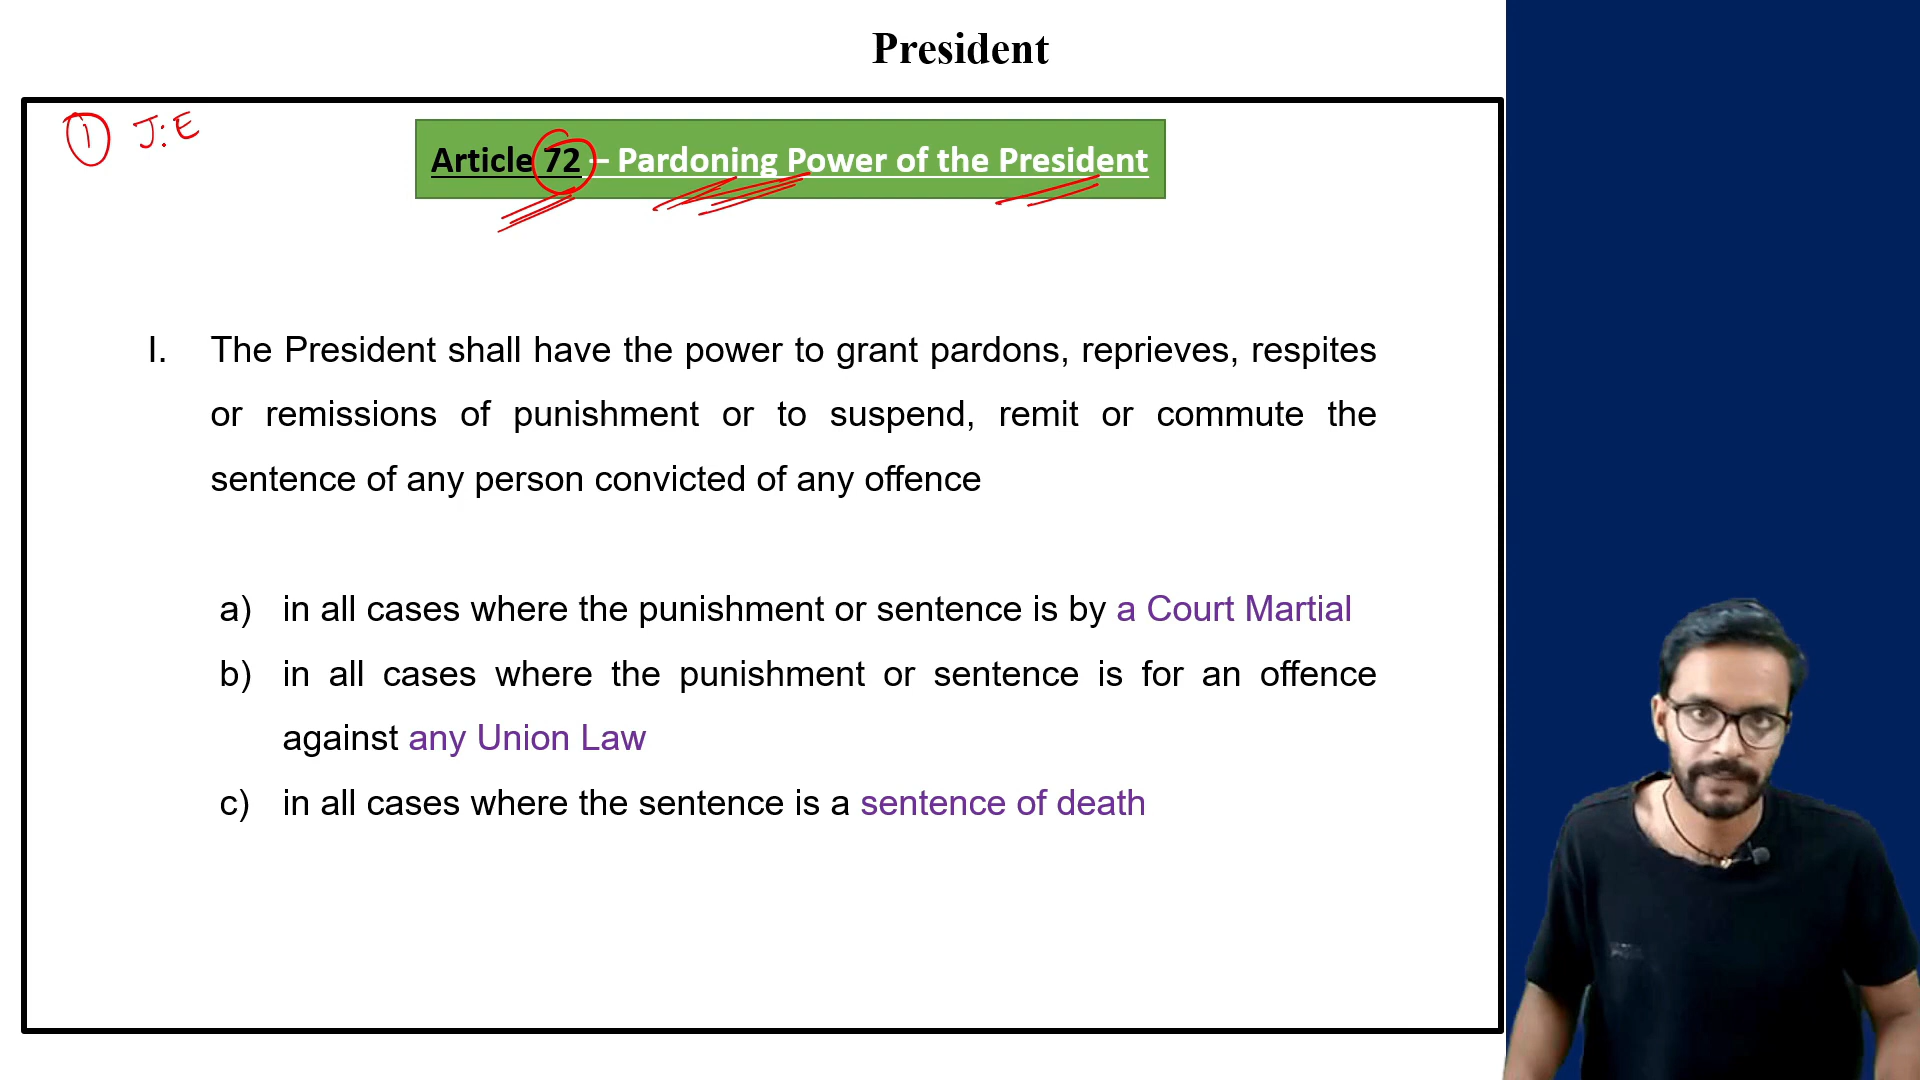 President
① J:E
Article 72 – Pardoning Power of the President
I. The President shall have the power to grant pardons, reprieves, respites
or remissions of punishment or to suspend, remit or commute the
sentence of any person convicted of any offence
a) in all cases where the punishment or sentence is by a Court Martial
b) in all cases where the punishment or sentence is for an offence
against any Union Law
c) in all cases where the sentence is a sentence of death